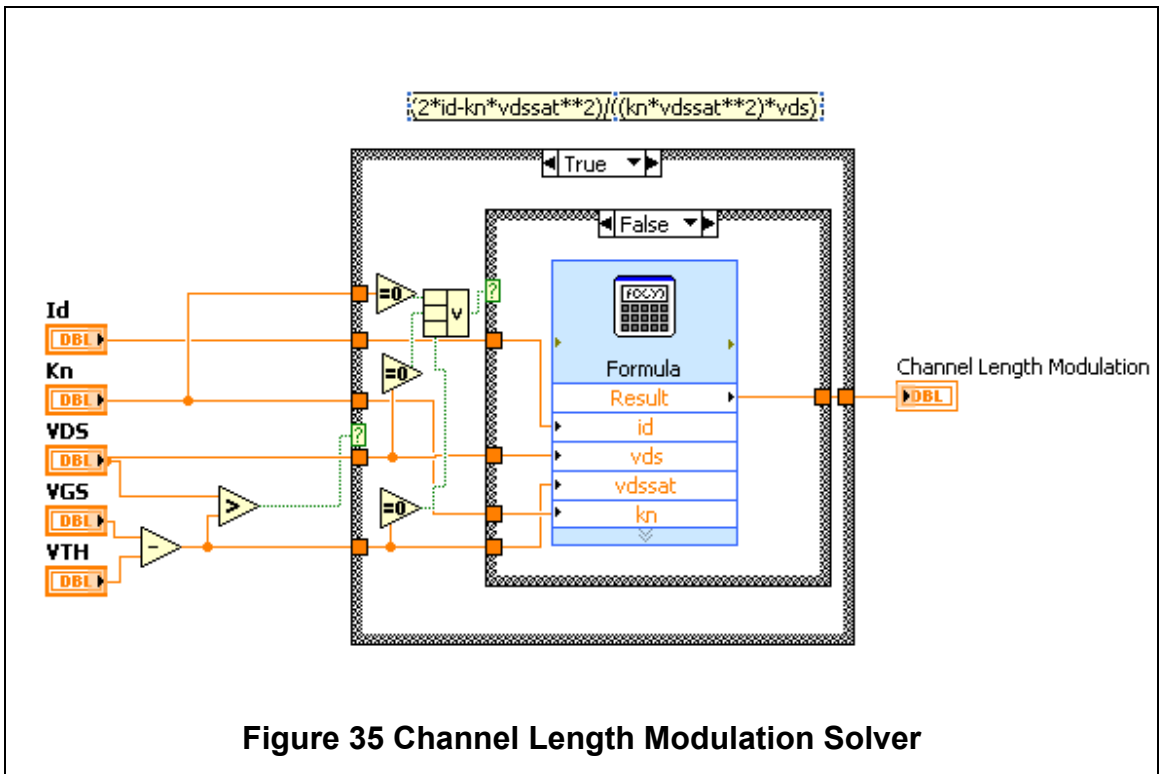 (2*id-kn*vdssat**2)/((kn*vdssat**2)*vds)
True
False
=0
V
?
f(x,y)
Id
DBL
=0
Formula
Channel Length Modulation
Kn
DBL
Result
DBL
?
id
VDS
DBL
vds
VGS
DBL
>
=0
vdssat
kn
-
VTH
DBL
Figure 35 Channel Length Modulation Solver